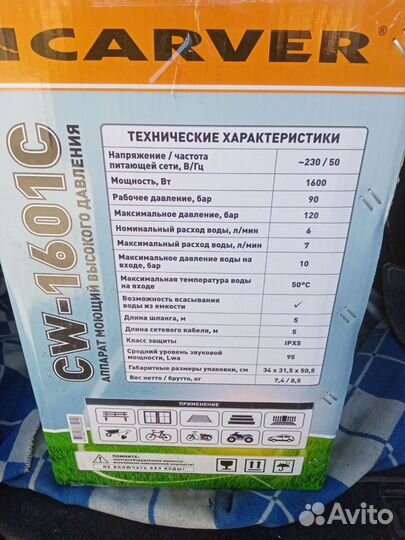 CARVER®
CW-1601C
АППАРАТ МОЮЩИЙ ВЫСОКОГО ДАВЛЕНИЯ
ТЕХНИЧЕСКИЕ ХАРАКТЕРИСТИКИ
Напряжение / частота
питающей сети, В/Гц
~230 / 50
Мощность, Вт
1600
Рабочее давление, бар
90
Максимальное давление, бар
120
Номинальный расход воды, л/мин
6
Максимальный расход воды, л/мин
7
Максимальное давление воды на
входе, бар
10
Максимальная температура воды
на входе
50°C
Возможность всасывания
воды из емкости
✓
Длина шланга, м
5
Длина сетевого кабеля, м
5
Класс защиты
IPX5
Средний уровень звуковой
мощности, Lwa
95
Габаритные размеры упаковки, см
34 x 31,5 x 50,5
Вес нетто / брутто, кг
7,4 / 8,5
ПРИМЕНЕНИЕ
ПОМНИТЕ:
НЕ ВКЛЮЧАТЬ БЕЗ ВОДЫ!
Avito